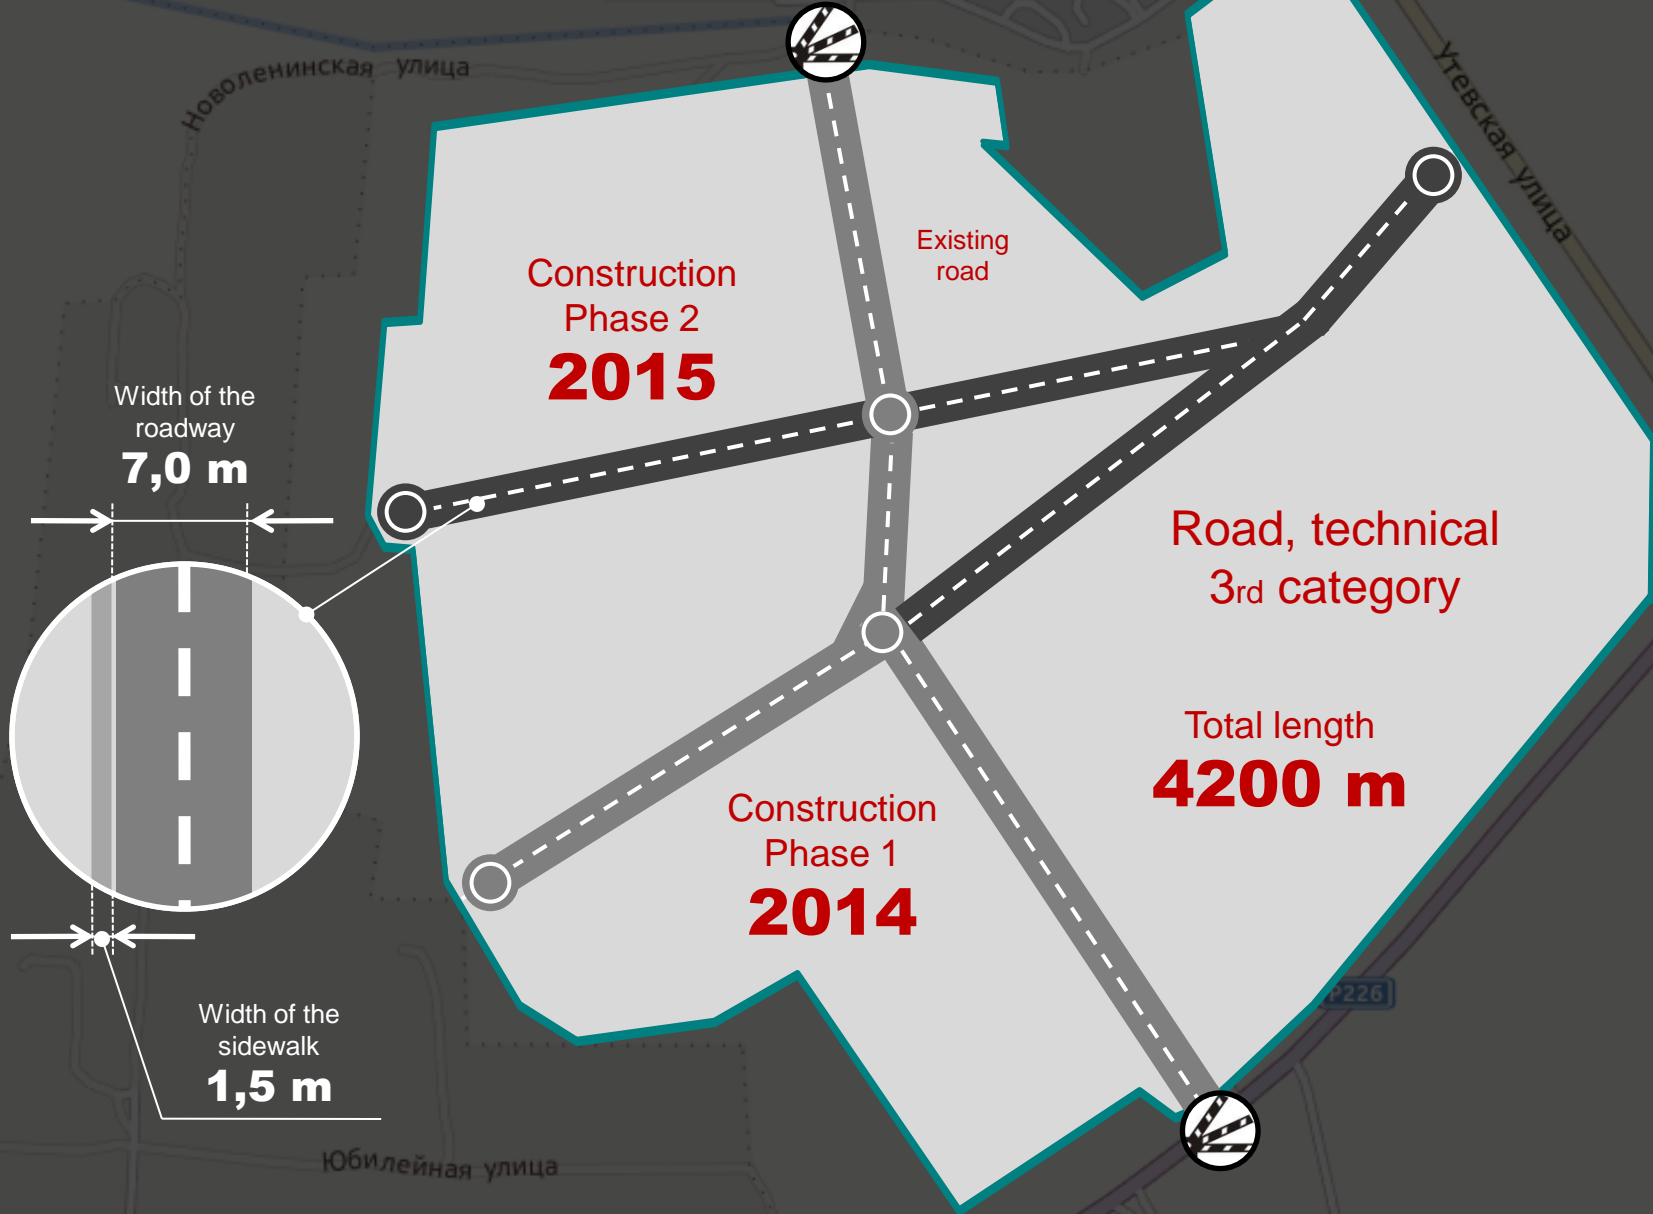 Новоленинская улица
Утевская улица
Existing
road
Construction
Phase 2
2015
Width of the
roadway
7,0 m
Road, technical
3rd category
Total length
4200 m
Construction
Phase 1
2014
P226
Width of the
sidewalk
1,5 m
Юбилейная улица